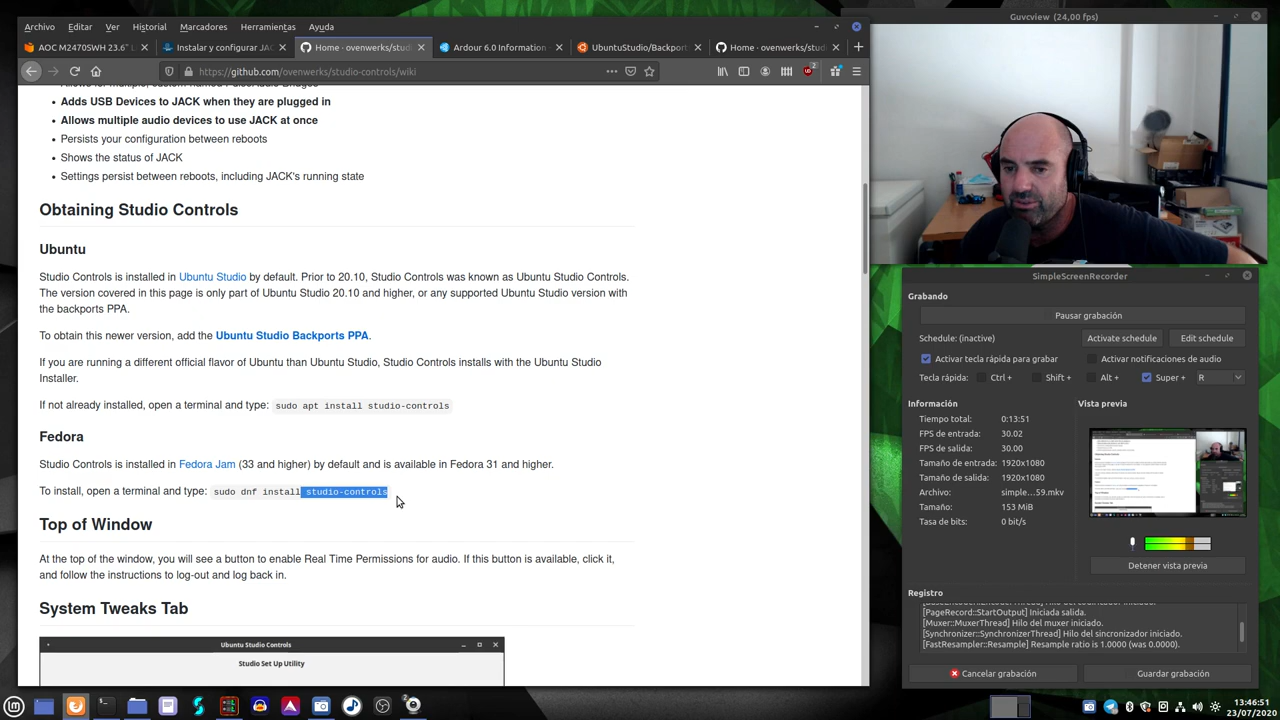 Archivo Editar Ver Historial Marcadores Herramientas Ayuda
AOC M2470SWH 23.6"
Instalar y configurar JAC
Home · ovenwerks/studi
Ardour 6.0 Information
UbuntuStudio/Backport
Home · ovenwerks/studi
https://github.com/ovenwerks/studio-controls/wiki
2
Adds USB Devices to JACK when they are plugged in
Allows multiple audio devices to use JACK at once
Persists your configuration between reboots
Shows the status of JACK
Settings persist between reboots, including JACK's running state
Obtaining Studio Controls
Ubuntu
Studio Controls is installed in Ubuntu Studio by default. Prior to 20.10, Studio Controls was known as Ubuntu Studio Controls.
The version covered in this page is only part of Ubuntu Studio 20.10 and higher, or any supported Ubuntu Studio version with
the backports PPA.
To obtain this newer version, add the Ubuntu Studio Backports PPA.
If you are running a different official flavor of Ubuntu than Ubuntu Studio, Studio Controls installs with the Ubuntu Studio
Installer.
If not already installed, open a terminal and type: sudo apt install studio-controls
Fedora
Studio Controls is installed in Fedora Jam (33 and higher) by default and is available in Fedora 31 and higher.
To install, open a terminal and type: sudo dnf install studio-controls
Top of Window
At the top of the window, you will see a button to enable Real Time Permissions for audio. If this button is available, click it,
and follow the instructions to log-out and log back in.
System Tweaks Tab
Ubuntu Studio Controls
Studio Set Up Utility
Guvcview (24,00 fps)
SimpleScreenRecorder
Grabando
Pausar grabación
Schedule: (inactive)
Activate schedule
Edit schedule
Activar tecla rápida para grabar
Activar notificaciones de audio
Tecla rápida: Ctrl + Shift + Alt + Super + R
Información
Vista previa
Tiempo total: 0:13:51
FPS de entrada: 30.02
FPS de salida: 30.00
Tamaño de entrada: 1920x1080
Tamaño de salida: 1920x1080
Archivo: simple…59.mkv
Tamaño: 153 MiB
Tasa de bits: 0 bit/s
Detener vista previa
Registro
[PageRecord::StartOutput] Iniciada salida.
[Muxer::MuxerThread] Hilo del muxer iniciado.
[Synchronizer::SynchronizerThread] Hilo del sincronizador iniciado.
[FastResampler::Resample] Resample ratio is 1.0000 (was 0.0000).
Cancelar grabación
Guardar grabación
13:46:51
23/07/2020